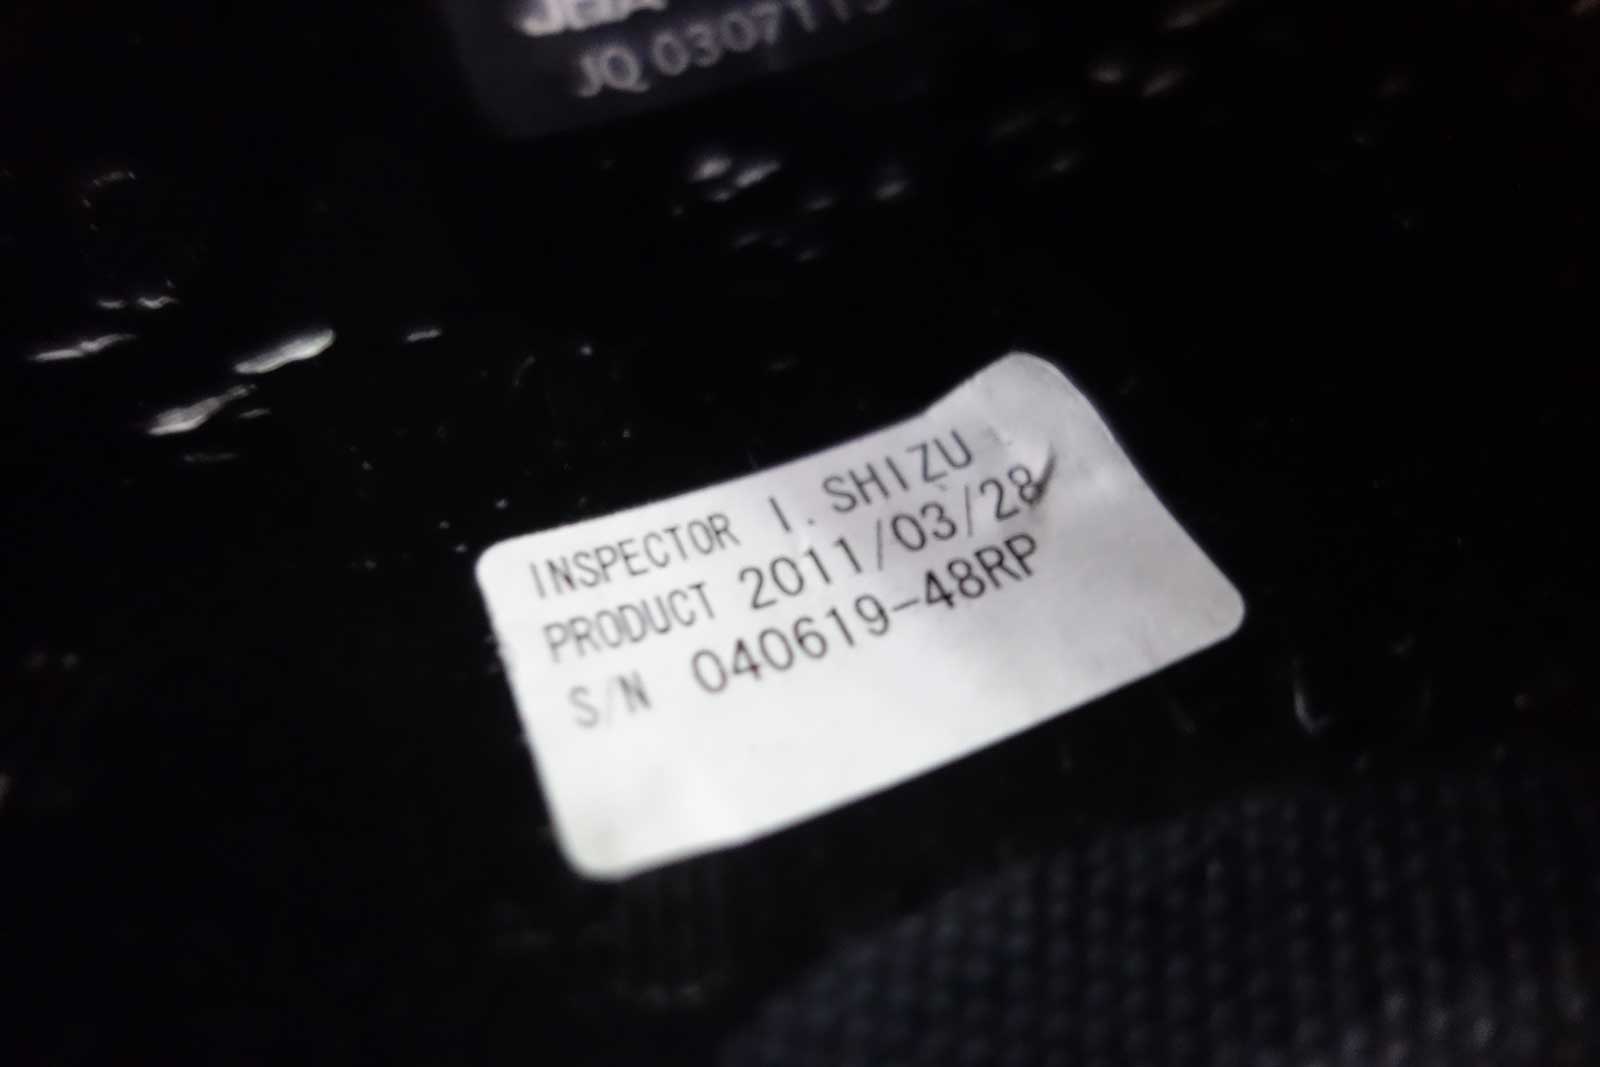 JQ 030711
INSPECTOR I. SHIZU
PRODUCT 2011/03/28
S/N 040619-48RP